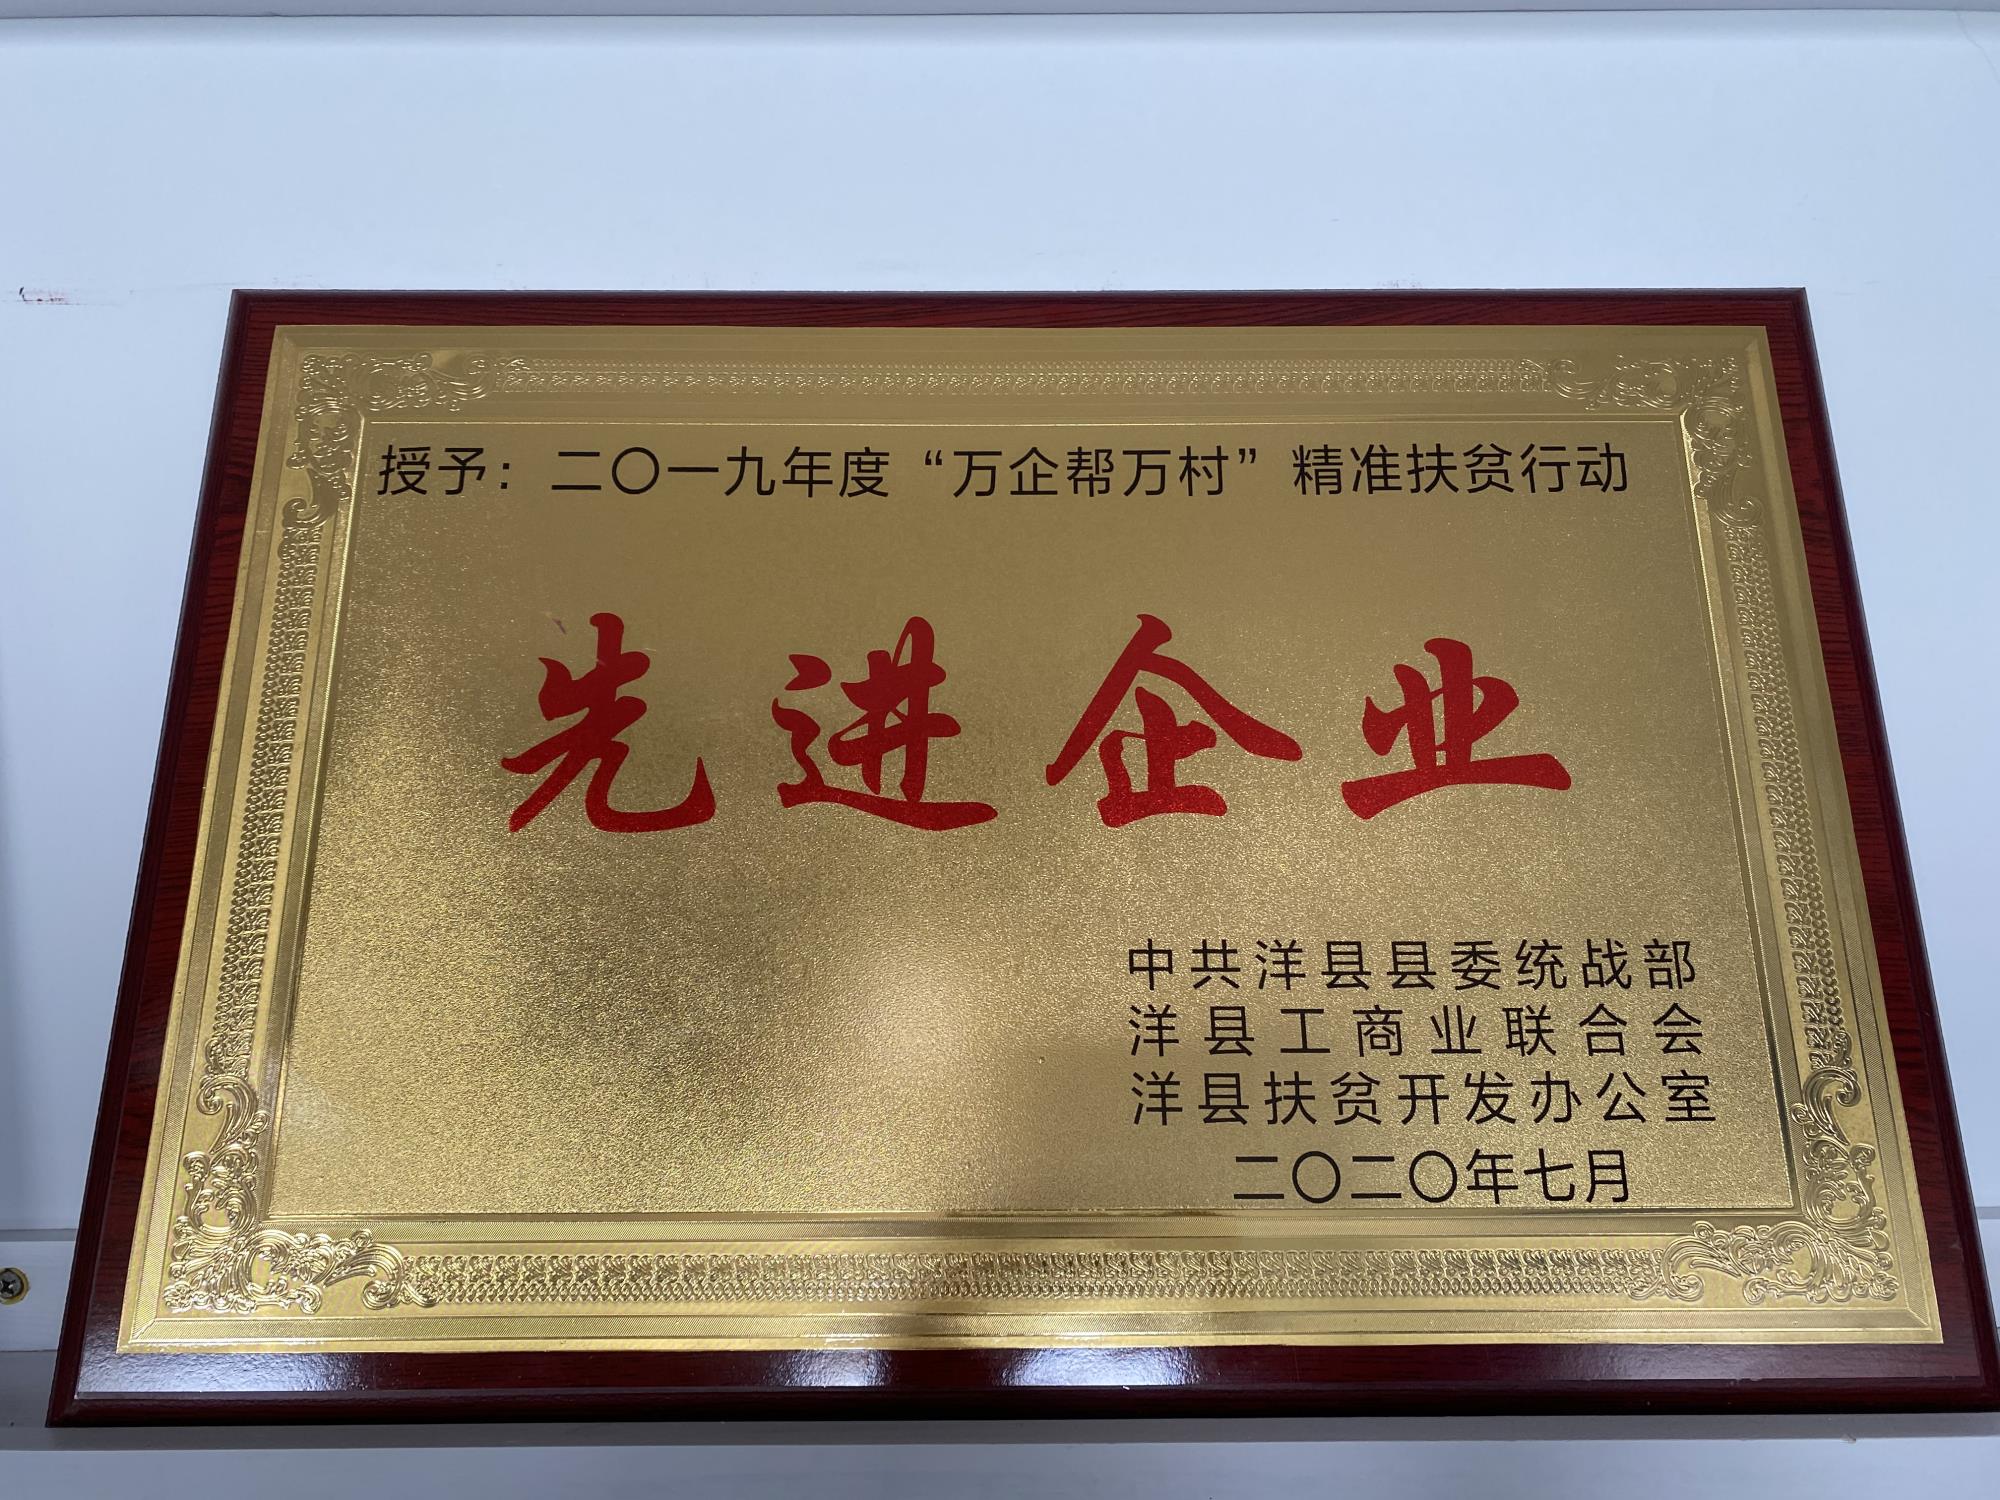 授予：二〇一九年度“万企帮万村”精准扶贫行动
先进企业
中共洋县县委统战部
洋县工商业联合会
洋县扶贫开发办公室
二〇二〇年七月